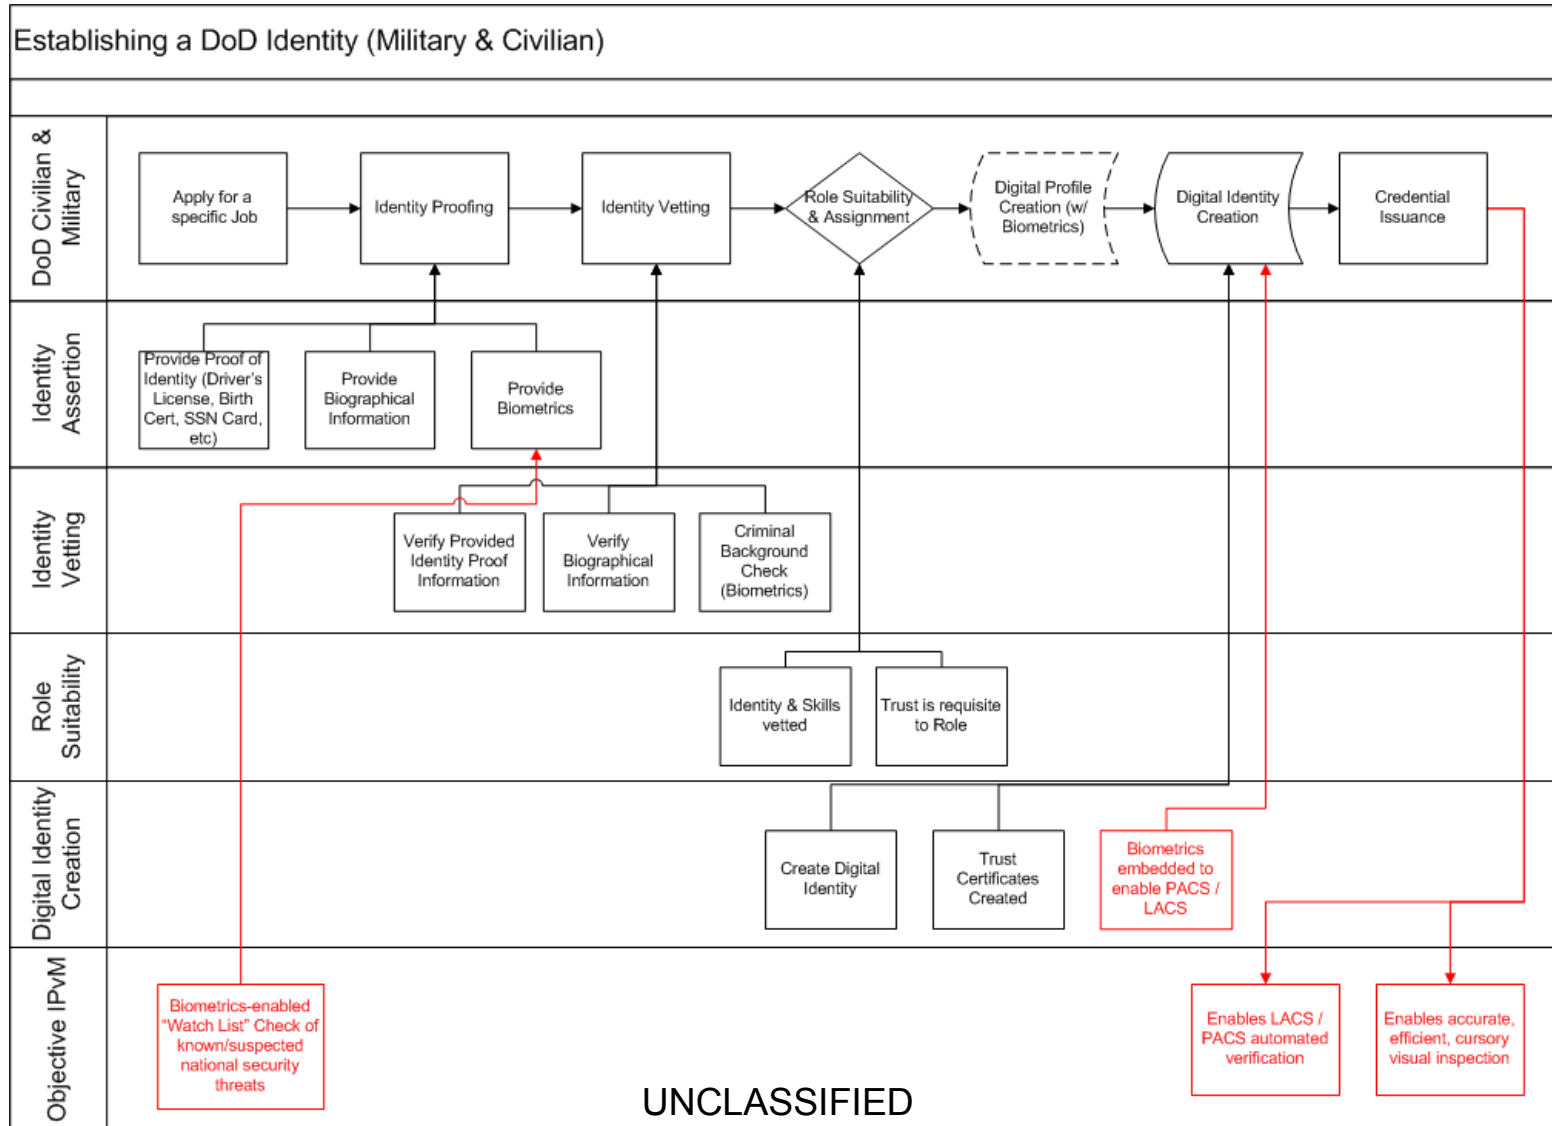 Establishing a DoD Identity (Military & Civilian)
DoD Civilian &
Military
Apply for a
specific Job
Identity Proofing
Identity Vetting
Role Suitability
& Assignment
Digital Profile
Creation (w/
Biometrics)
Digital Identity
Creation
Credential
Issuance
Identity
Assertion
Provide Proof of
Identity (Driver's
License, Birth
Cert, SSN Card,
etc)
Provide
Biographical
Information
Provide
Biometrics
Identity
Vetting
Verify Provided
Identity Proof
Information
Verify
Biographical
Information
Criminal
Background
Check
(Biometrics)
Role
Suitability
Identity & Skills
vetted
Trust is requisite
to Role
Digital Identity
Creation
Create Digital
Identity
Trust
Certificates
Created
Biometrics
embedded to
enable PACS /
LACS
Objective IPvM
Biometrics-enabled
“Watch List” Check of
known/suspected
national security
threats
Enables LACS /
PACS automated
verification
Enables accurate,
efficient, cursory
visual inspection
UNCLASSIFIED